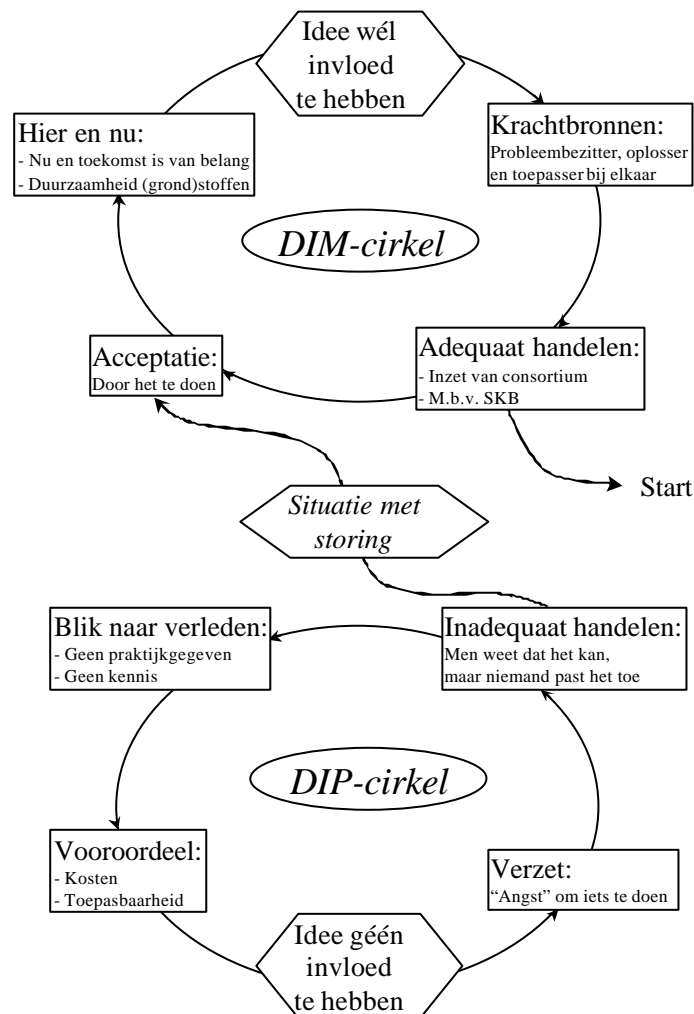 Idee wél
invloed
te hebben
Hier en nu:
- Nu en toekomst is van belang
- Duurzaamheid (grond)stoffen
Krachtbronnen:
Probleembezitter, oplosser
en toepasser bij elkaar
DIM-cirkel
Acceptatie:
Door het te doen
Adequaat handelen:
- Inzet van consortium
- M.b.v. SKB
Start
Situatie met
storing
Blik naar verleden:
- Geen praktijkgegeven
- Geen kennis
Inadequaat handelen:
Men weet dat het kan,
maar niemand past het toe
DIP-cirkel
Vooroordeel:
- Kosten
- Toepasbaarheid
Verzet:
“Angst” om iets te doen
Idee géén
invloed
te hebben